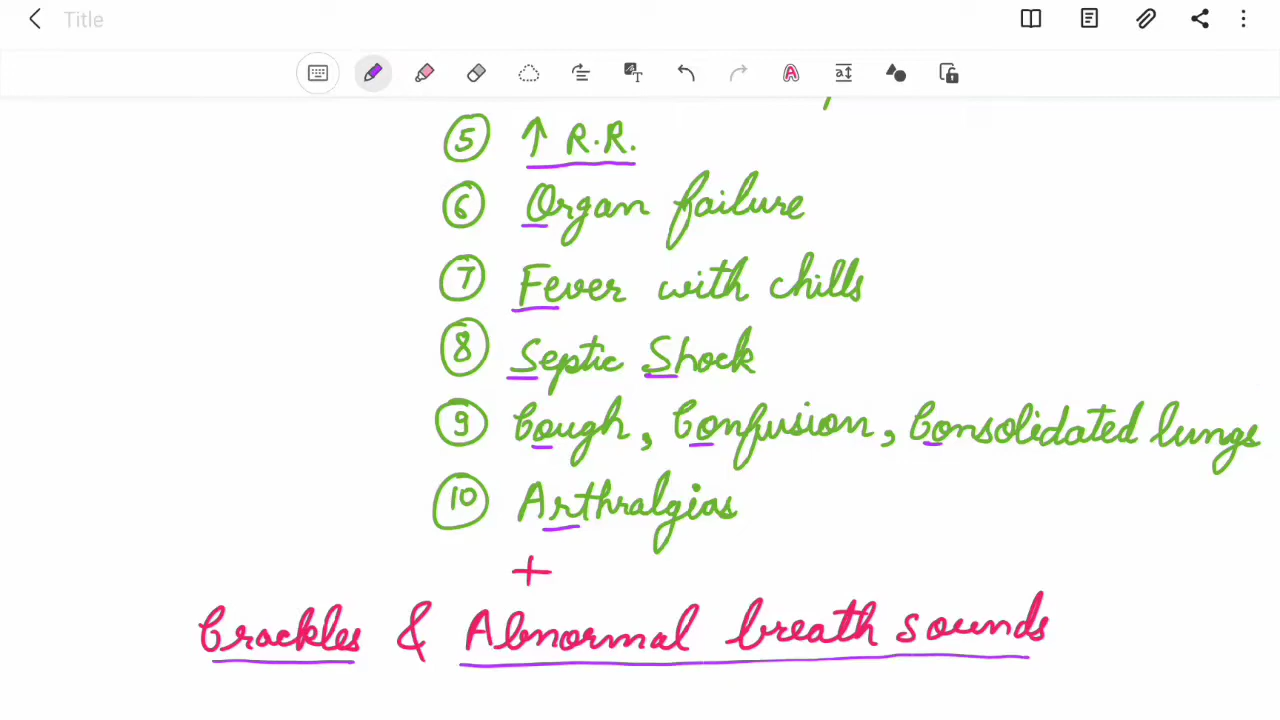 Title
5 ↑ R.R.
6 Organ failure
7 Fever with chills
8 Septic Shock
9 Cough, Confusion, Consolidated lungs
10 Arthralgias
+
Crackles & Abnormal breath sounds